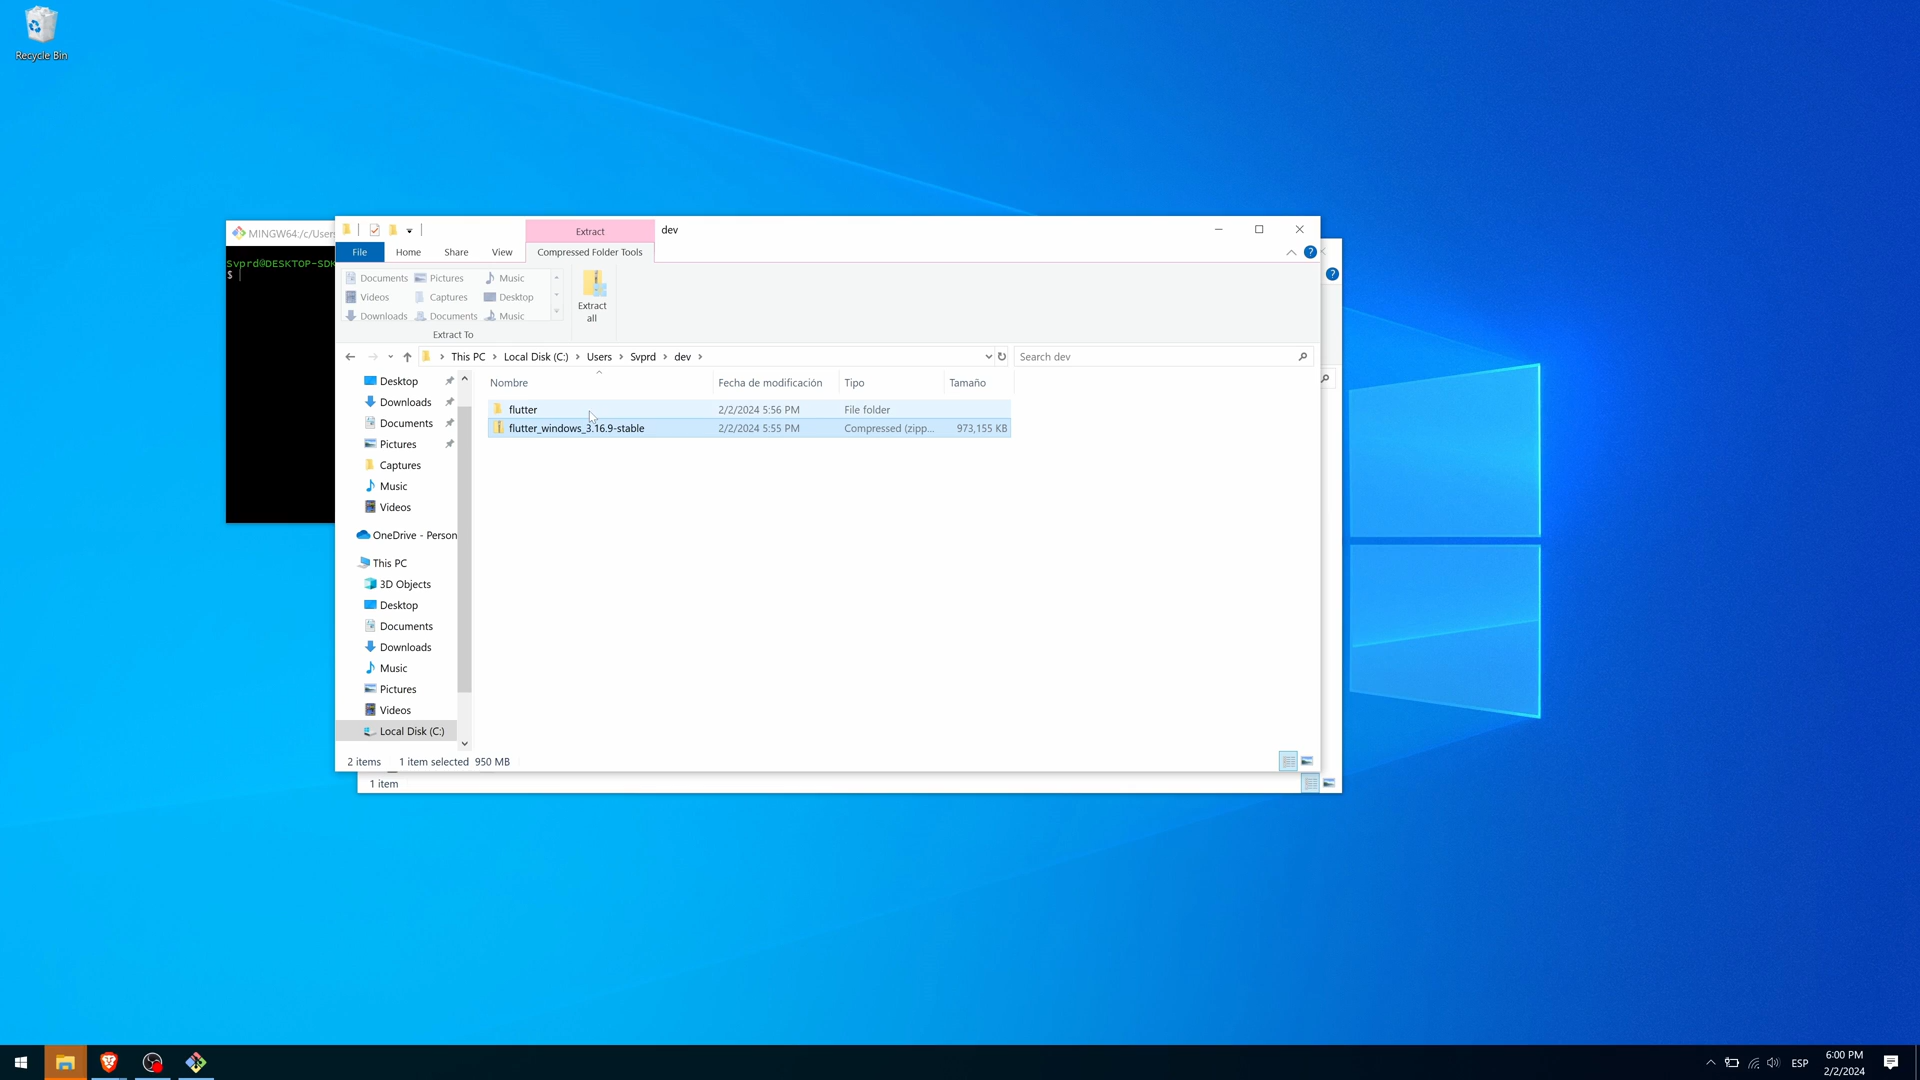 Recycle Bin
MINGW64:/c/Users
Svprd@DESKTOP-SDK
$
Extract
dev
File
Home
Share
View
Compressed Folder Tools
Documents
Pictures
Music
Videos
Captures
Desktop
Downloads
Documents
Music
Extract To
Extract all
This PC > Local Disk (C:) > Users > Svprd > dev >
Search dev
Nombre
Fecha de modificación
Tipo
Tamaño
flutter
2/2/2024 5:56 PM
File folder
flutter_windows_3.16.9-stable
2/2/2024 5:55 PM
Compressed (zipp...
973,155 KB
Desktop
Downloads
Documents
Pictures
Captures
Music
Videos
OneDrive - Person
This PC
3D Objects
Desktop
Documents
Downloads
Music
Pictures
Videos
Local Disk (C:)
2 items
1 item selected 950 MB
1 item
ESP
6:00 PM
2/2/2024